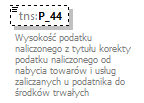 tns:P_44
Wysokość podatku
naliczonego z tytułu korekty
podatku naliczonego od
nabycia towarów i usług
zaliczanych u podatnika do
środków trwałych